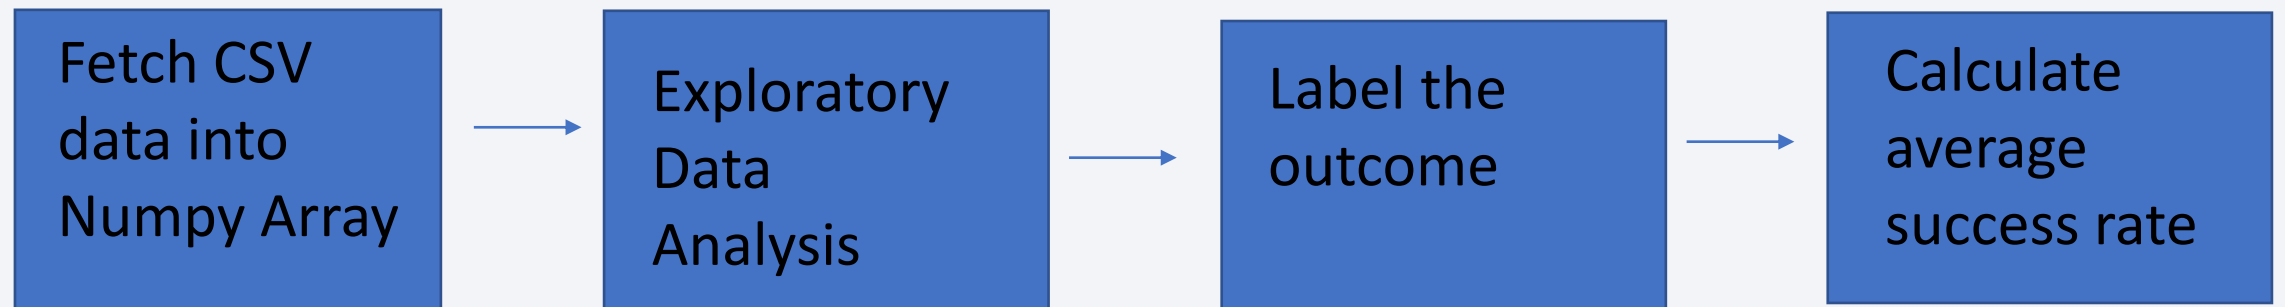 Fetch CSV
data into
Numpy Array
Exploratory
Data
Analysis
Label the
outcome
Calculate
average
success rate